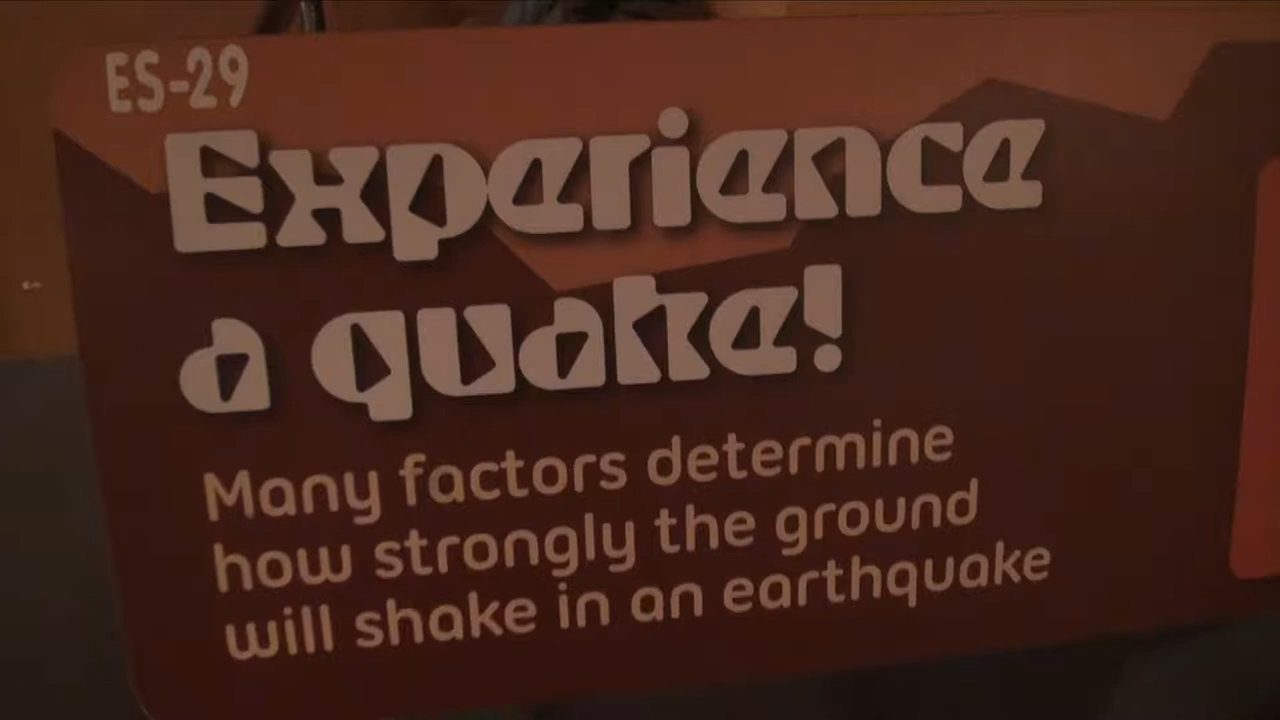 ES-29
Experience
a quake!
Many factors determine
how strongly the ground
will shake in an earthquake